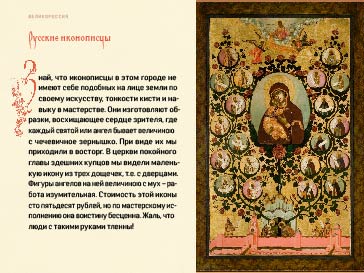 ВЕЛИКОРОССИЯ
Русские иконописцы
Знай, что иконописцы в этом городе не
имеют себе подобных на лице земли по
своему искусству, тонкости кисти и на-
выку в мастерстве. Они изготовляют об-
разки, восхищающее сердце зрителя, где
каждый святой или ангел бывает величиною
с чечевичное зернышко. При виде их мы
приходили в восторг. В церкви покойного
главы здешних купцов мы видели малень-
кую икону из трех дощечек, т.е. с дверцами.
Фигуры ангелов на ней величиною с мух – ра-
бота изумительная. Стоимость этой иконы
сто пятьдесят рублей, но по мастерскому ис-
полнению она воистину бесценна. Жаль, что
люди с такими руками тленны!